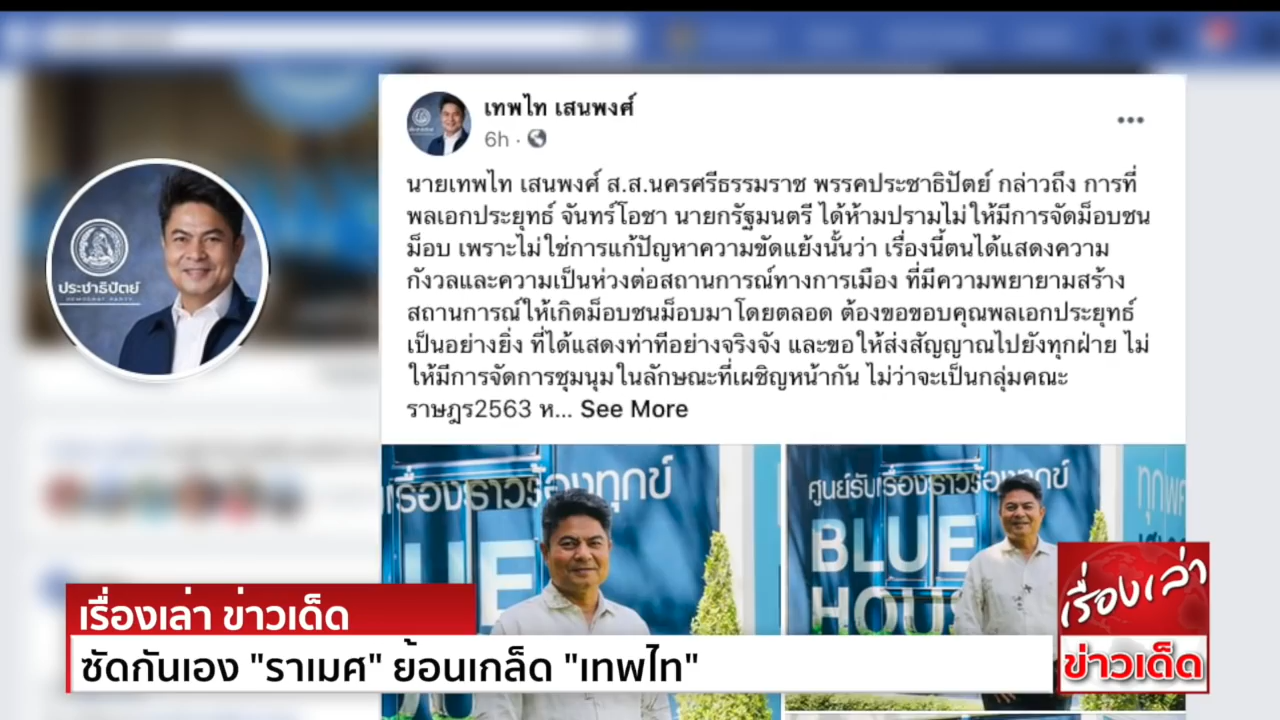 เทพไท เสนพงศ์
6h
นายเทพไท เสนพงศ์ ส.ส.นครศรีธรรมราช พรรคประชาธิปัตย์ กล่าวถึง การที่
พลเอกประยุทธ์ จันทร์โอชา นายกรัฐมนตรี ได้ห้ามปรามไม่ให้มีการจัดม็อบชน
ม็อบ เพราะไม่ใช่การแก้ปัญหาความขัดแย้งนั้นว่า เรื่องนี้ตนได้แสดงความ
กังวลและความเป็นห่วงต่อสถานการณ์ทางการเมือง ที่มีความพยายามสร้าง
สถานการณ์ให้เกิดม็อบชนม็อบมาโดยตลอด ต้องขอขอบคุณพลเอกประยุทธ์
เป็นอย่างยิ่ง ที่ได้แสดงท่าทีอย่างจริงจัง และขอให้ส่งสัญญาณไปยังทุกฝ่าย ไม่
ให้มีการจัดการชุมนุมในลักษณะที่เผชิญหน้ากัน ไม่ว่าจะเป็นกลุ่มคณะ
ราษฎร2563 ห... See More
ประชาธิปัตย์
DEMOCRAT PARTY
เรื่องราวร้องทุกข์
UE
ศูนย์รับเรื่องราวร้องทุกข์
BLUE
HOU
เรื่องเล่า ข่าวเด็ด
ซัดกันเอง "ราเมศ" ย้อนเกล็ด "เทพไท"
เรื่องเล่า
ข่าวเด็ด